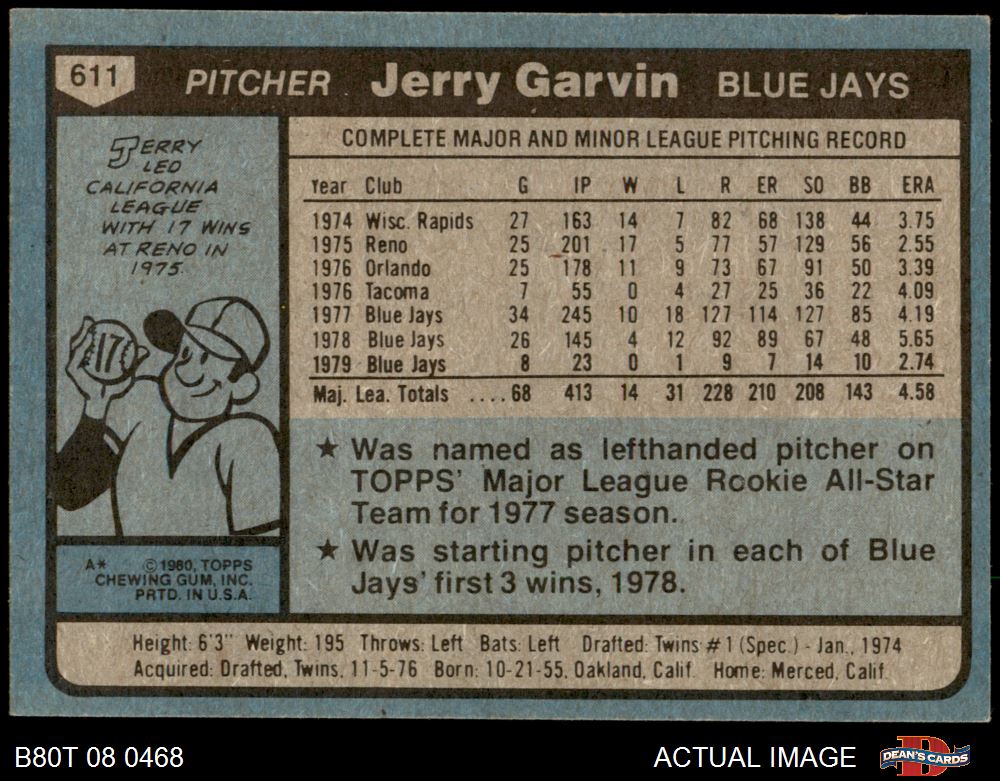 611 PITCHER Jerry Garvin BLUE JAYS
JERRY
LED
CALIFORNIA
LEAGUE
WITH 17 WINS
AT RENO IN
1975.
17
A* © 1980, TOPPS
CHEWING GUM, INC.
PRTD. IN U.S.A.
COMPLETE MAJOR AND MINOR LEAGUE PITCHING RECORD
Year Club G IP W L R ER SO BB ERA
1974 Wisc. Rapids 27 163 14 7 82 68 138 44 3.75
1975 Reno 25 201 17 5 77 57 129 56 2.55
1976 Orlando 25 178 11 9 73 67 91 50 3.39
1976 Tacoma 7 55 0 4 27 25 36 22 4.09
1977 Blue Jays 34 245 10 18 127 114 127 85 4.19
1978 Blue Jays 26 145 4 12 92 89 67 48 5.65
1979 Blue Jays 8 23 0 1 9 7 14 10 2.74
Maj. Lea. Totals ....68 413 14 31 228 210 208 143 4.58
★ Was named as lefthanded pitcher on
TOPPS' Major League Rookie All-Star
Team for 1977 season.
★ Was starting pitcher in each of Blue
Jays' first 3 wins, 1978.
Height: 6'3" Weight: 195 Throws: Left Bats: Left Drafted: Twins #1 (Spec.) - Jan., 1974
Acquired: Drafted, Twins, 11-5-76 Born: 10-21-55, Oakland, Calif. Home: Merced, Calif.
B80T 08 0468 ACTUAL IMAGE DEAN'S CARDS